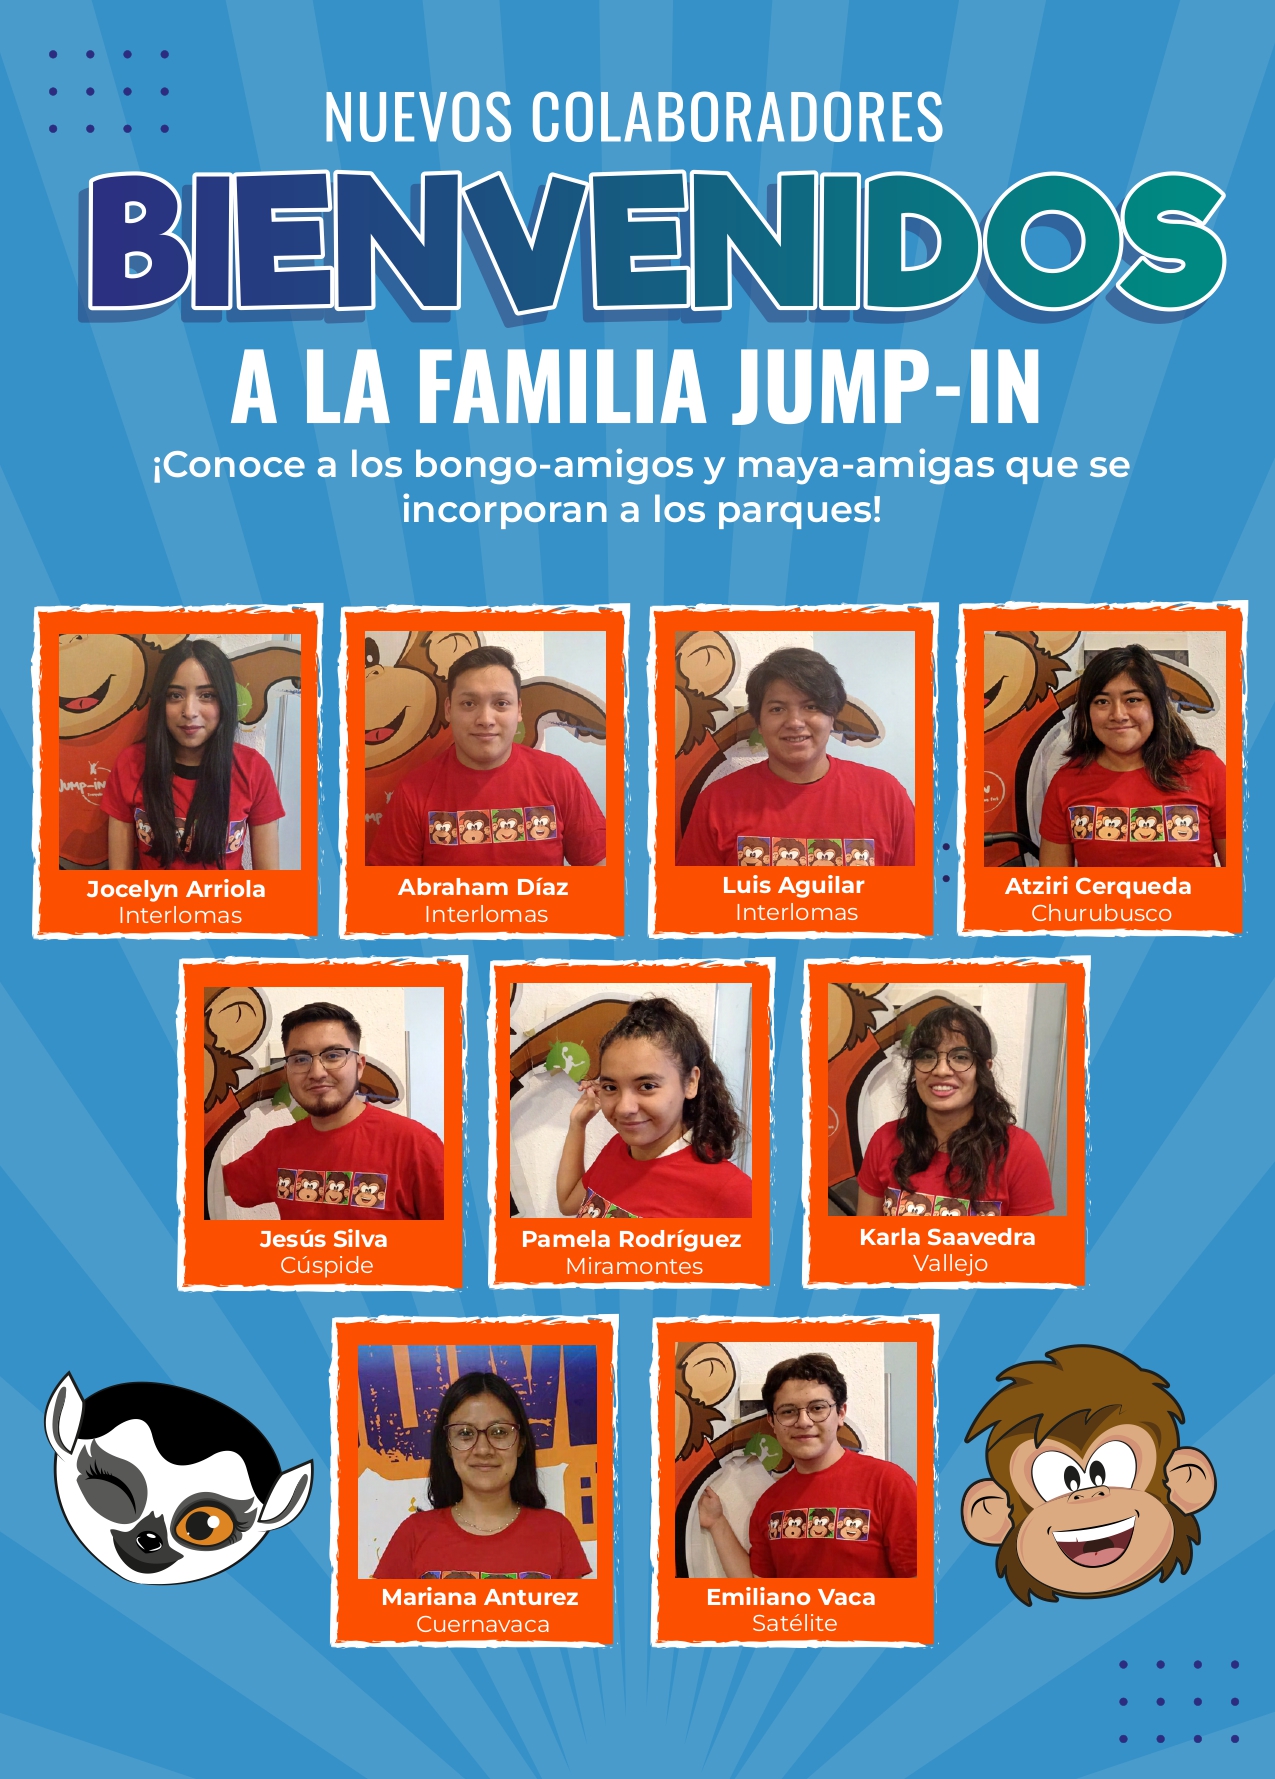 NUEVOS COLABORADORES
BIENVENIDOS
A LA FAMILIA JUMP-IN
¡Conoce a los bongo-amigos y maya-amigas que se
incorporan a los parques!
JUMP-IN
Jocelyn Arriola
Interlomas
Abraham Díaz
Interlomas
Luis Aguilar
Interlomas
Atziri Cerqueda
Churubusco
Jesús Silva
Cúspide
Pamela Rodríguez
Miramontes
Karla Saavedra
Vallejo
Mariana Anturez
Cuernavaca
Emiliano Vaca
Satélite